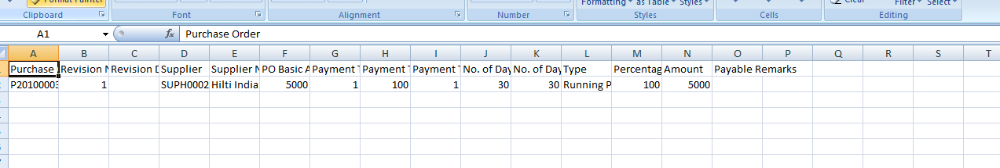 Format Painter
Formatting as Table Styles
Clear
Filter Select
Clipboard Font Alignment Number Styles Cells Editing
A1 fx Purchase Order
A B C D E F G H I J K L M N O P Q R S T
Purchase Revision N Revision D Supplier Supplier N PO Basic A Payment T Payment T Payment T No. of Day No. of Day Type Percentag Amount Payable Remarks
P20100003 1 SUPH0002 Hilti India 5000 1 100 1 30 30 Running P 100 5000